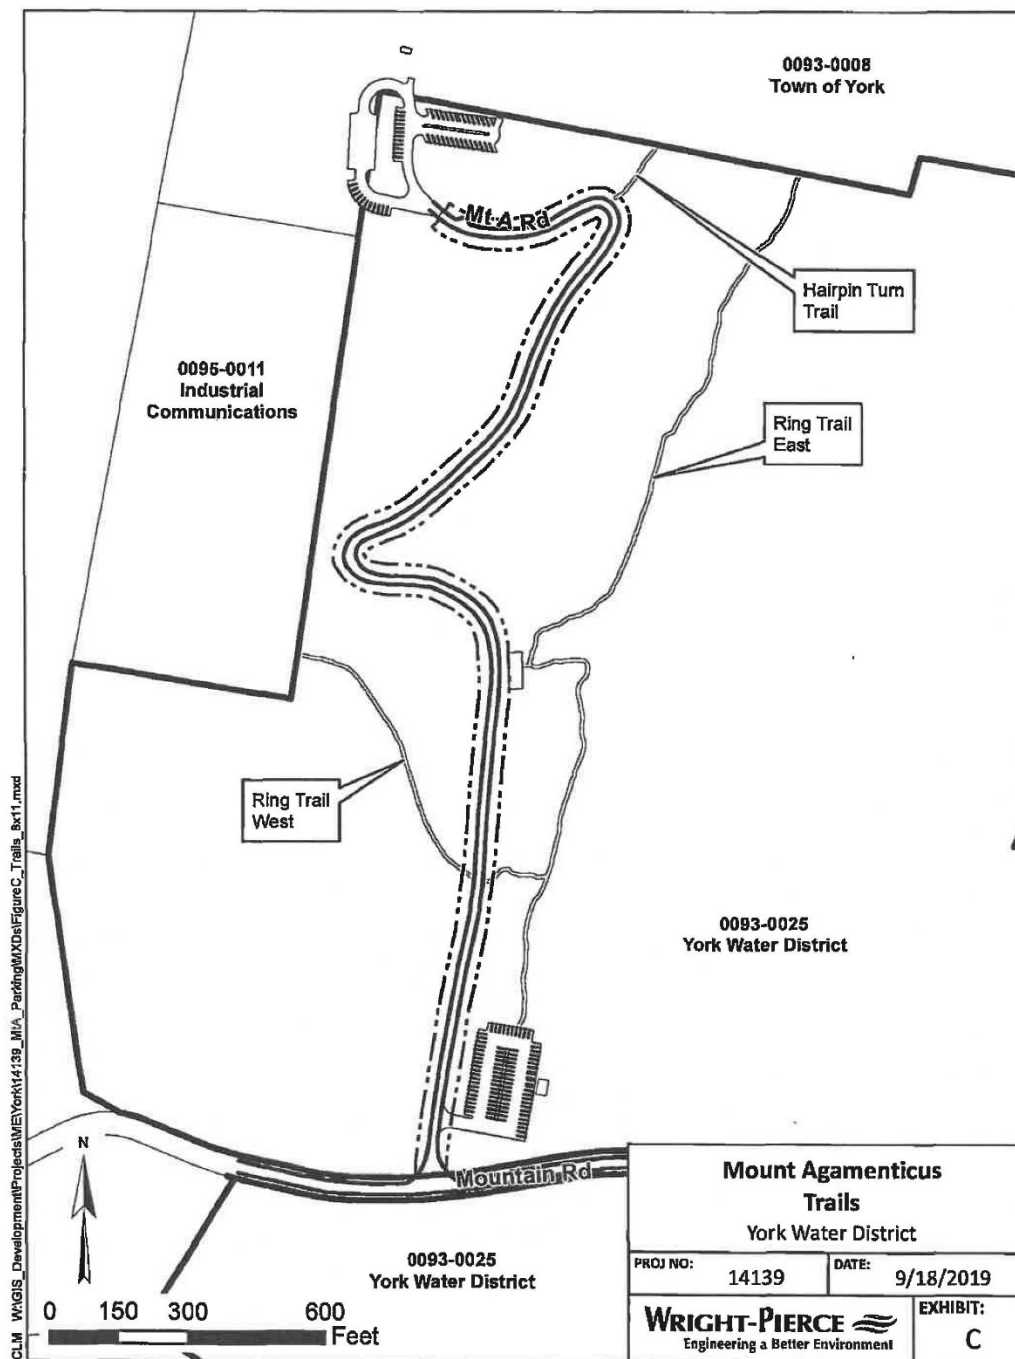 0093-0008
Town of York
Mt A Rd
Hairpin Turn
Trail
0095-0011
Industrial
Communications
Ring Trail
East
Ring Trail
West
0093-0025
York Water District
Mountain Rd
0093-0025
York Water District
N
0 150 300 600
Feet
CLM W:\GIS_Development\Projects\ME\York\14139_MtA_Parking\MXDs\FigureC_Trails_8x11.mxd
Mount Agamenticus
Trails
York Water District
PROJ NO: 14139
DATE: 9/18/2019
WRIGHT-PIERCE
Engineering a Better Environment
EXHIBIT:
C